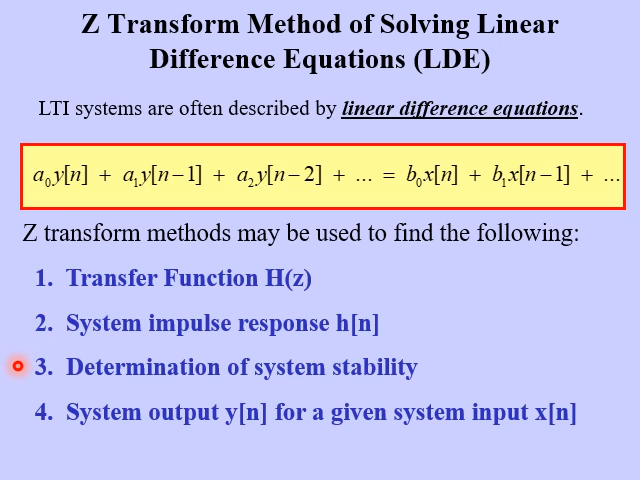 Z Transform Method of Solving Linear
Difference Equations (LDE)
LTI systems are often described by linear difference equations.
a₀y[n] + a₁y[n−1] + a₂y[n−2] + ... = b₀x[n] + b₁x[n−1] + ...
Z transform methods may be used to find the following:
1. Transfer Function H(z)
2. System impulse response h[n]
3. Determination of system stability
4. System output y[n] for a given system input x[n]